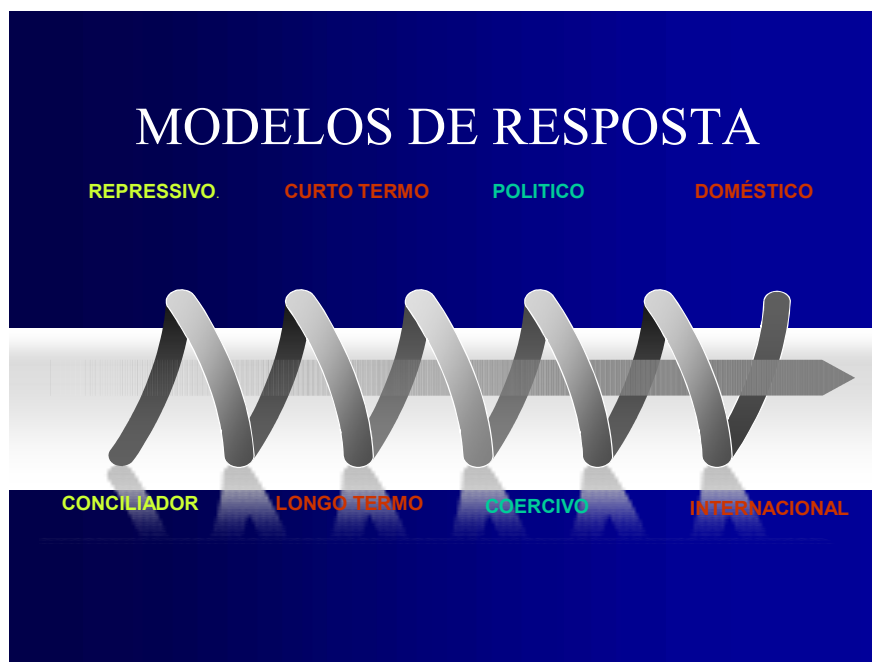 MODELOS DE RESPOSTA
REPRESSIVO. CURTO TERMO POLITICO DOMÉSTICO
CONCILIADOR LONGO TERMO COERCIVO INTERNACIONAL